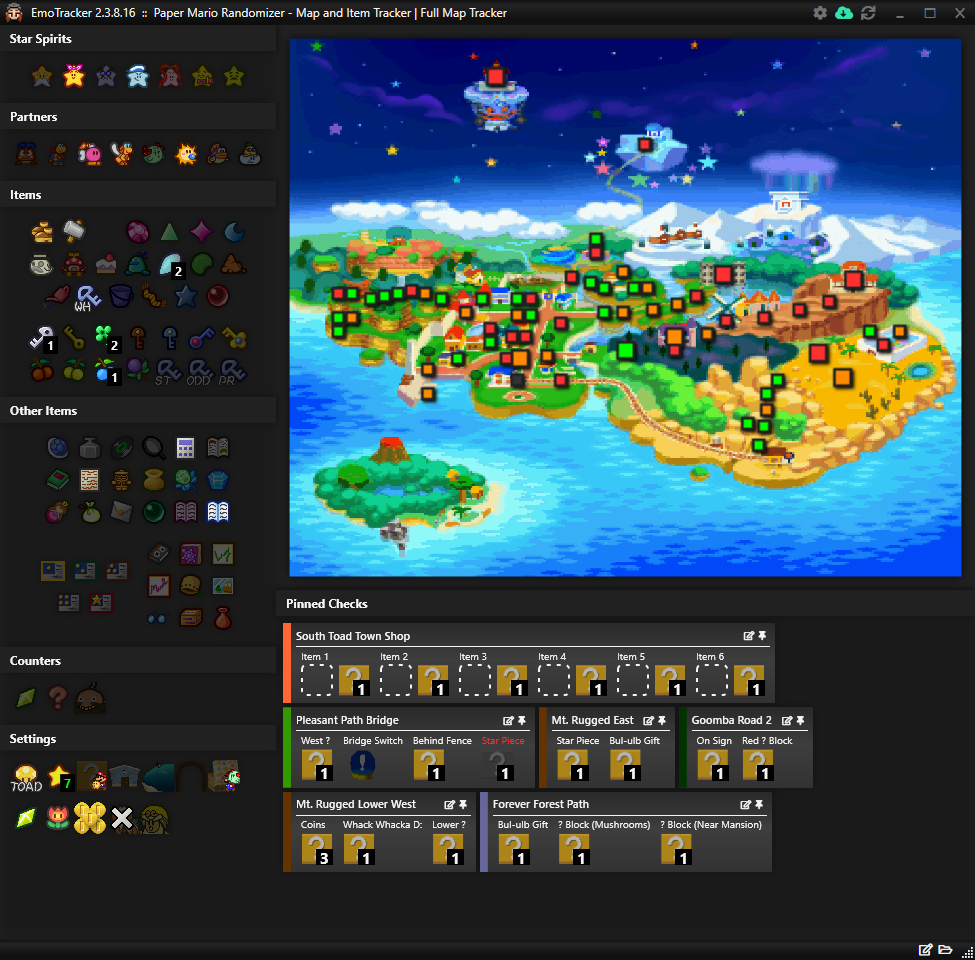 EmoTracker 2.3.8.16 :: Paper Mario Randomizer - Map and Item Tracker | Full Map Tracker
Star Spirits
Partners
Items
2
WH
1
2
1
ST
ODD
PR
Other Items
Counters
Settings
TOAD
7
Pinned Checks
South Toad Town Shop
Item 1 Item 2 Item 3 Item 4 Item 5 Item 6
1 1 1 1 1 1
Pleasant Path Bridge
West ? Bridge Switch Behind Fence Star Piece
1 1 1
Mt. Rugged East
Star Piece Bul-ulb Gift
1 1
Goomba Road 2
On Sign Red ? Block
1 1
Mt. Rugged Lower West
Coins Whack Whacka D: Lower ?
3 1 1
Forever Forest Path
Bul-ulb Gift ? Block (Mushrooms) ? Block (Near Mansion)
1 1 1